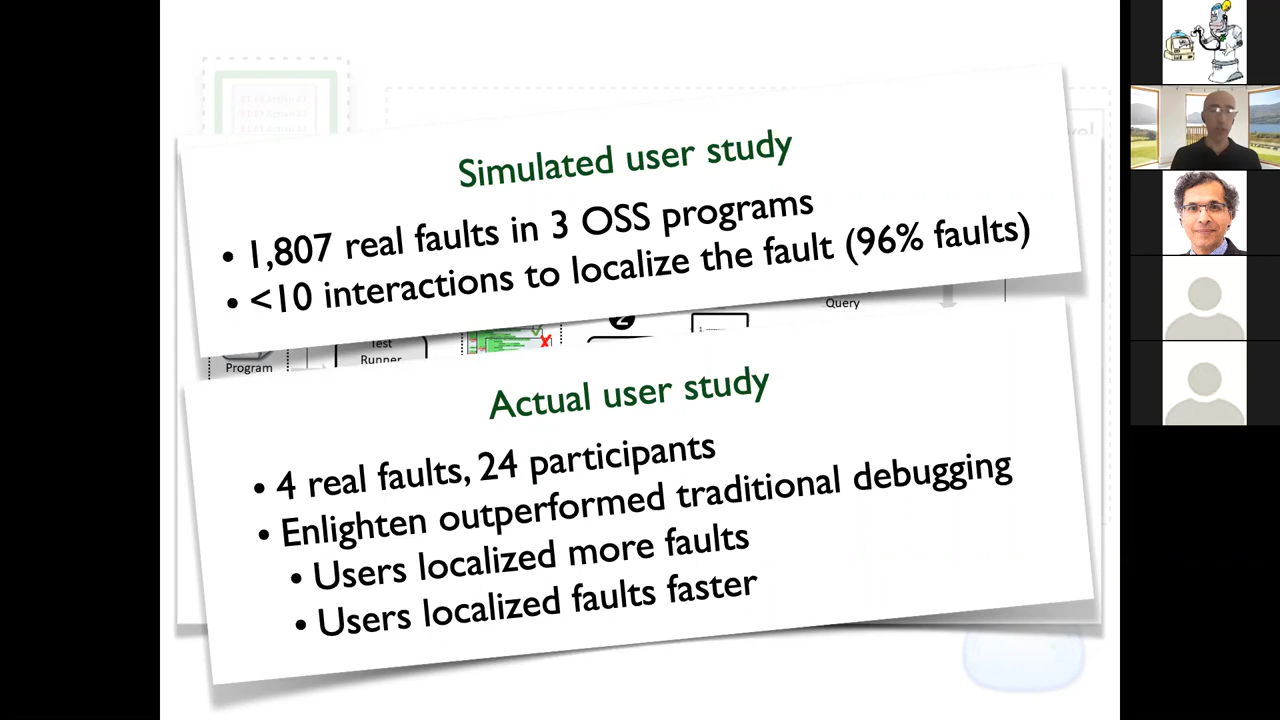 Simulated user study
• 1,807 real faults in 3 OSS programs
• <10 interactions to localize the fault (96% faults)
Query
2
1.
Test
Runner
Program
Actual user study
• 4 real faults, 24 participants
• Enlighten outperformed traditional debugging
• Users localized more faults
• Users localized faults faster